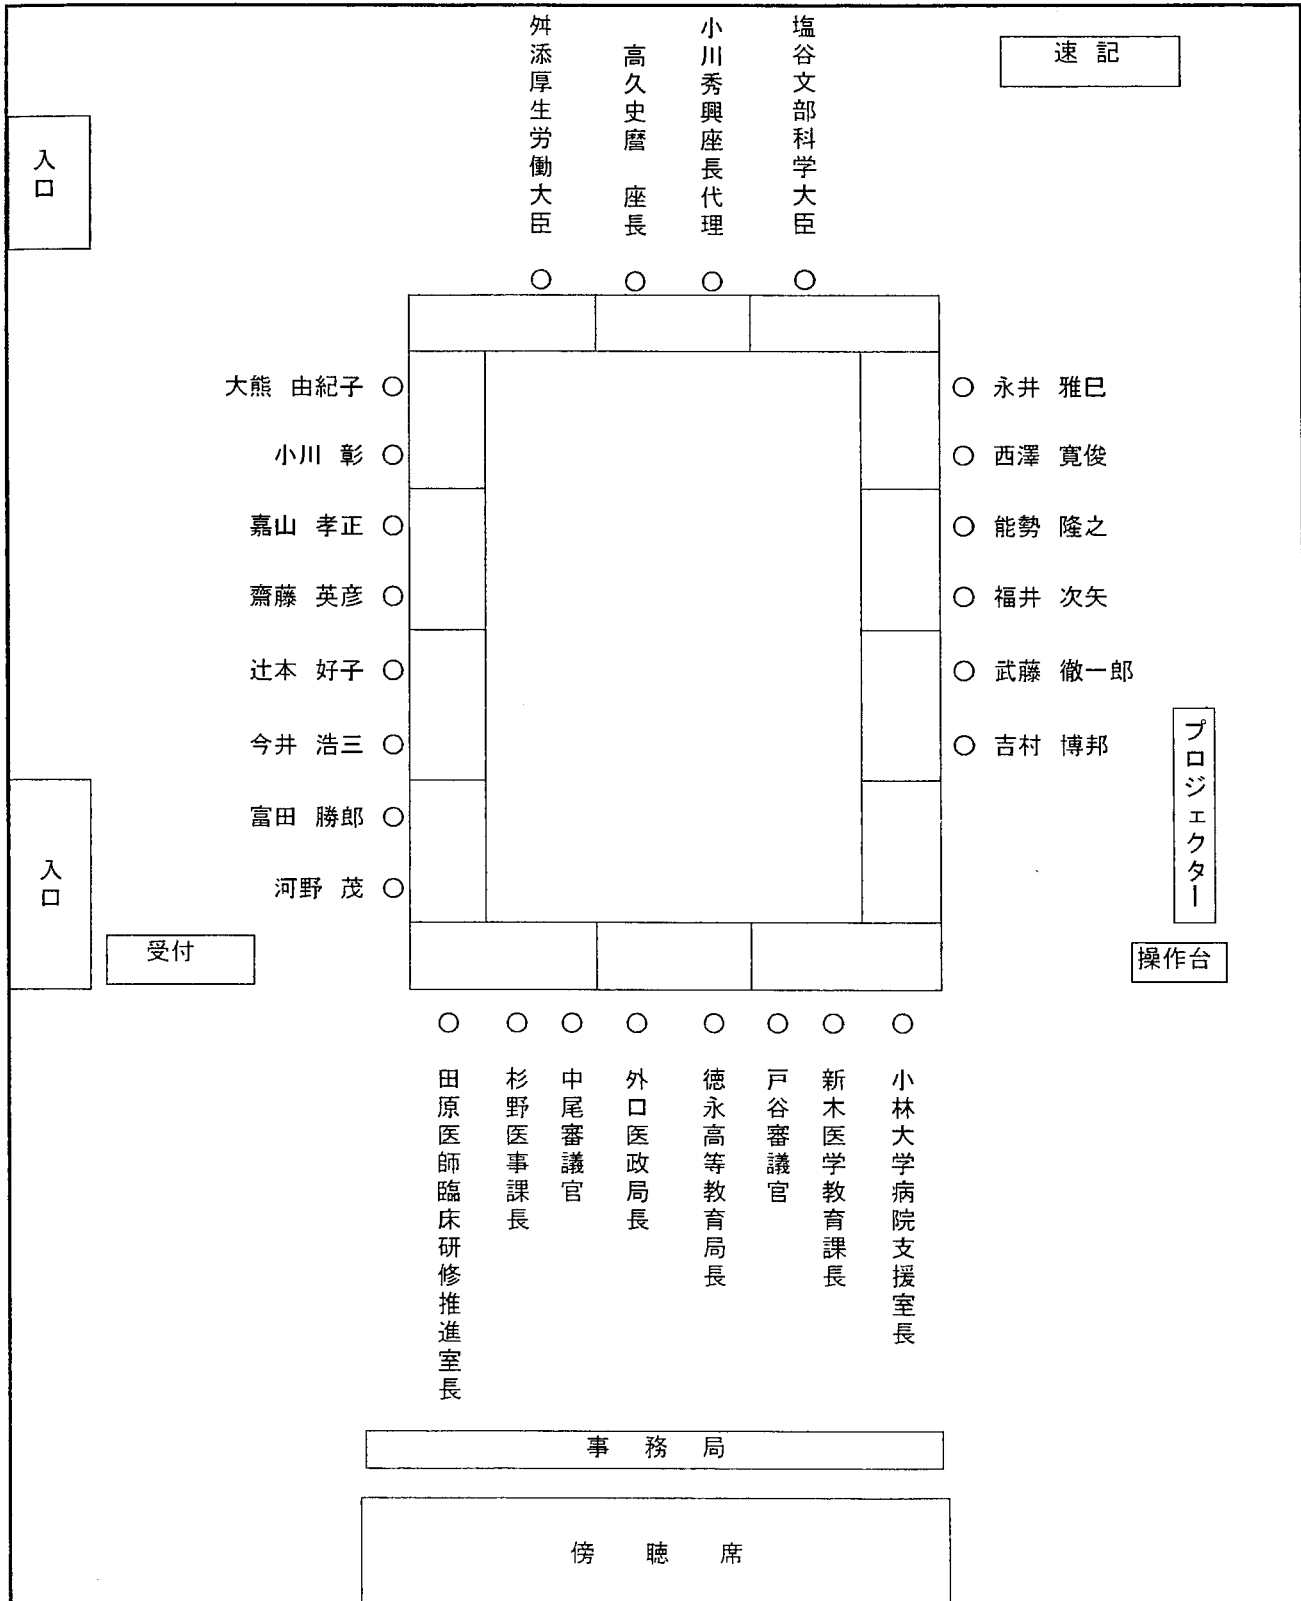 舛添厚生労働大臣
高久史麿 座長
小川秀興座長代理
塩谷文部科学大臣
速記
入口
大熊 由紀子
小川 彰
嘉山 孝正
齋藤 英彦
辻本 好子
今井 浩三
富田 勝郎
河野 茂
永井 雅巳
西澤 寛俊
能勢 隆之
福井 次矢
武藤 徹一郎
吉村 博邦
プロジェクター
操作台
入口
受付
田原医師臨床研修推進室長
杉野医事課長
中尾審議官
外口医政局長
徳永高等教育局長
戸谷審議官
新木医学教育課長
小林大学病院支援室長
事務局
傍聴席